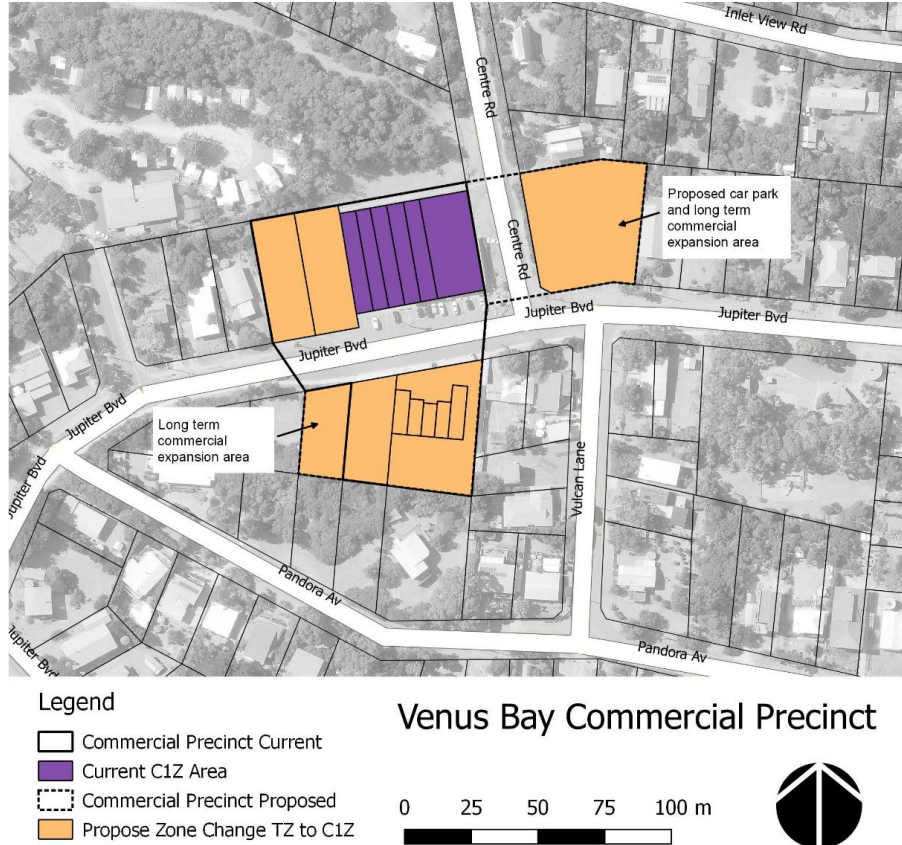 Inlet View Rd
Centre Rd
Proposed car park
and long term
commercial
expansion area
Centre Rd
Jupiter Bvd
Jupiter Bvd
Jupiter Bvd
Jupiter Bvd
Long term
commercial
expansion area
Jupiter Bvd
Vulcan Lane
Pandora Av
Jupiter Bvd
Pandora Av
Legend
Commercial Precinct Current
Current C1Z Area
Commercial Precinct Proposed
Propose Zone Change TZ to C1Z
Venus Bay Commercial Precinct
0 25 50 75 100 m